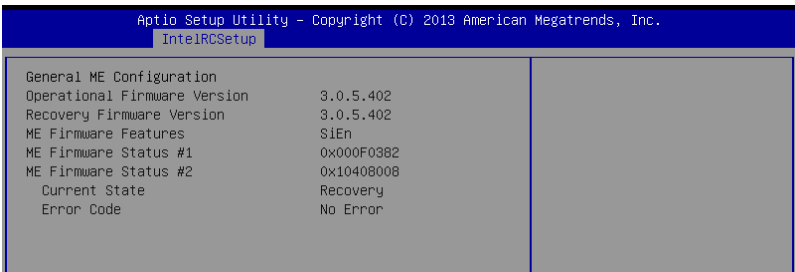 Aptio Setup Utility – Copyright (C) 2013 American Megatrends, Inc.
IntelRCSetup
General ME Configuration
Operational Firmware Version 3.0.5.402
Recovery Firmware Version 3.0.5.402
ME Firmware Features SiEn
ME Firmware Status #1 0x000F0382
ME Firmware Status #2 0x10408008
Current State Recovery
Error Code No Error